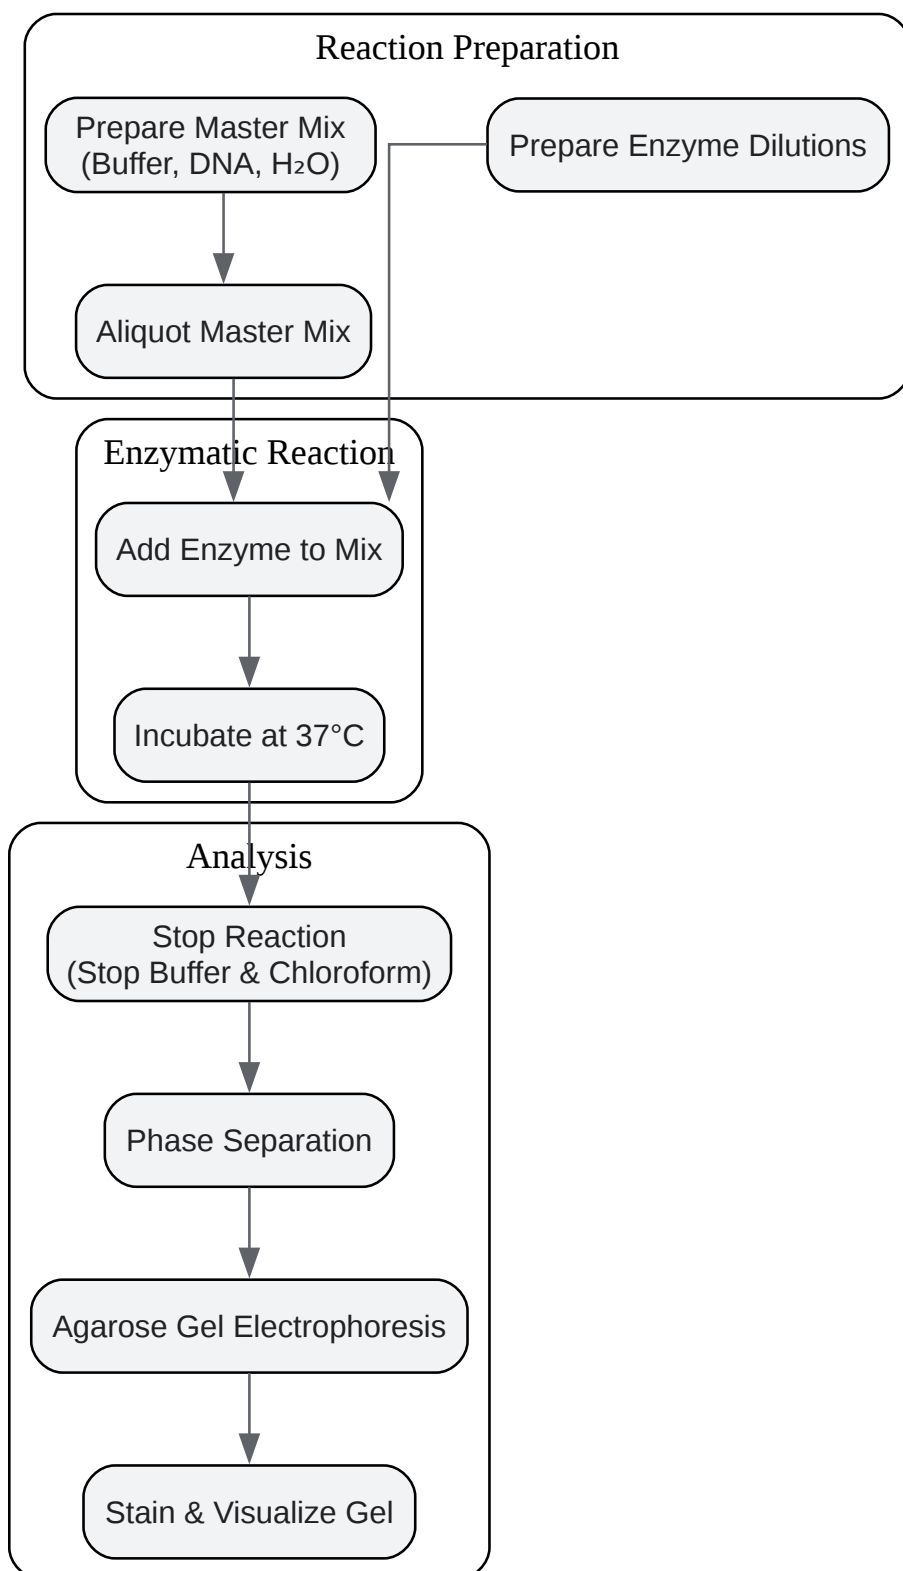 Reaction Preparation
Prepare Master Mix
(Buffer, DNA, H₂O)
Prepare Enzyme Dilutions
Aliquot Master Mix
Enzymatic Reaction
Add Enzyme to Mix
Incubate at 37°C
Analysis
Stop Reaction
(Stop Buffer & Chloroform)
Phase Separation
Agarose Gel Electrophoresis
Stain & Visualize Gel